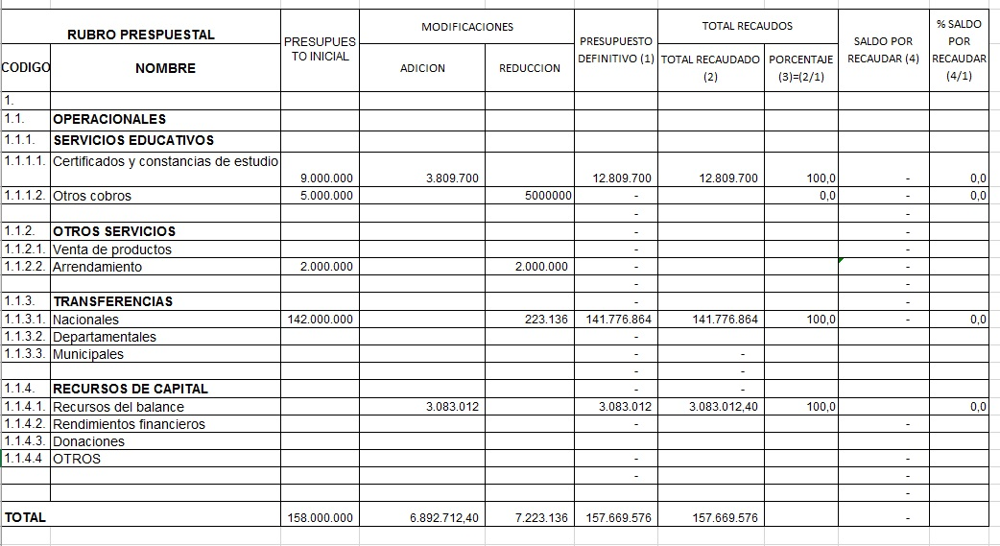 RUBRO PRESPUESTAL
PRESUPUES
TO INICIAL
MODIFICACIONES
PRESUPUESTO
DEFINITIVO (1)
TOTAL RECAUDOS
SALDO POR
RECAUDAR (4)
% SALDO
POR
RECAUDAR
(4/1)
CODIGO NOMBRE ADICION REDUCCION TOTAL RECAUDADO
(2)
PORCENTAJE
(3)=(2/1)
1.
1.1. OPERACIONALES
1.1.1. SERVICIOS EDUCATIVOS
1.1.1.1. Certificados y constancias de estudio
9.000.000 3.809.700 12.809.700 12.809.700 100,0 - 0,0
1.1.1.2. Otros cobros 5.000.000 5000000 - 0,0 - 0,0
- -
1.1.2. OTROS SERVICIOS - -
1.1.2.1. Venta de productos - -
1.1.2.2. Arrendamiento 2.000.000 2.000.000 - -
- -
1.1.3. TRANSFERENCIAS - -
1.1.3.1. Nacionales 142.000.000 223.136 141.776.864 141.776.864 100,0 - 0,0
1.1.3.2. Departamentales -
1.1.3.3. Municipales - -
- -
1.1.4. RECURSOS DE CAPITAL - -
1.1.4.1. Recursos del balance 3.083.012 3.083.012 3.083.012,40 100,0 0,0
1.1.4.2. Rendimientos financieros - -
1.1.4.3. Donaciones
1.1.4.4 OTROS - -
- -
-
TOTAL 158.000.000 6.892.712,40 7.223.136 157.669.576 157.669.576 -